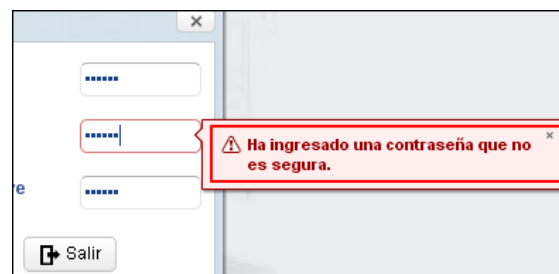 ••••••
••••••
Ha ingresado una contraseña que no
es segura.
••••••
Salir